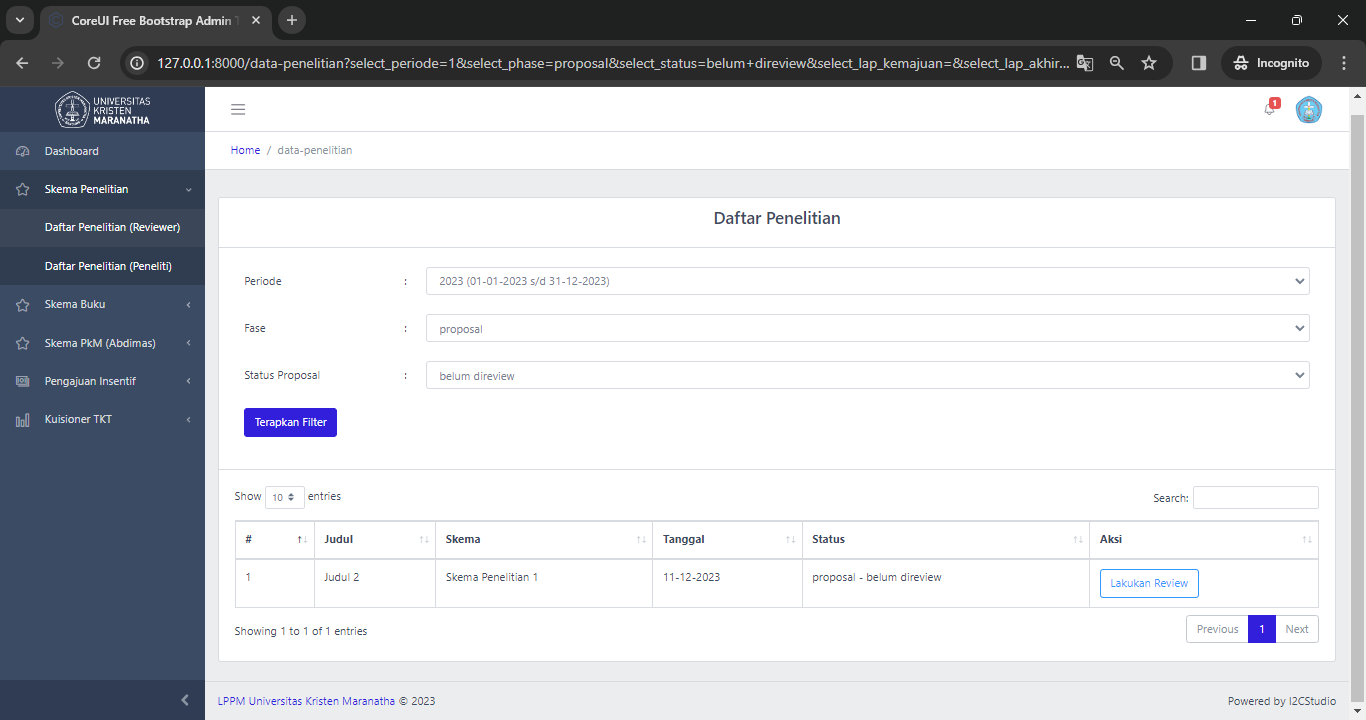 CoreUI Free Bootstrap Admin
127.0.0.1:8000/data-penelitian?select_periode=1&select_phase=proposal&select_status=belum+direview&select_lap_kemajuan=&select_lap_akhir...
Incognito
UNIVERSITAS
KRISTEN
MARANATHA
1
Dashboard
Home / data-penelitian
Skema Penelitian
Daftar Penelitian (Reviewer)
Daftar Penelitian (Peneliti)
Skema Buku
Skema PkM (Abdimas)
Pengajuan Insentif
Kuisioner TKT
Daftar Penelitian
Periode : 2023 (01-01-2023 s/d 31-12-2023)
Fase : proposal
Status Proposal : belum direview
Terapkan Filter
Show 10 entries
Search:
# Judul Skema Tanggal Status Aksi
1 Judul 2 Skema Penelitian 1 11-12-2023 proposal - belum direview Lakukan Review
Showing 1 to 1 of 1 entries
Previous 1 Next
LPPM Universitas Kristen Maranatha © 2023
Powered by I2CStudio